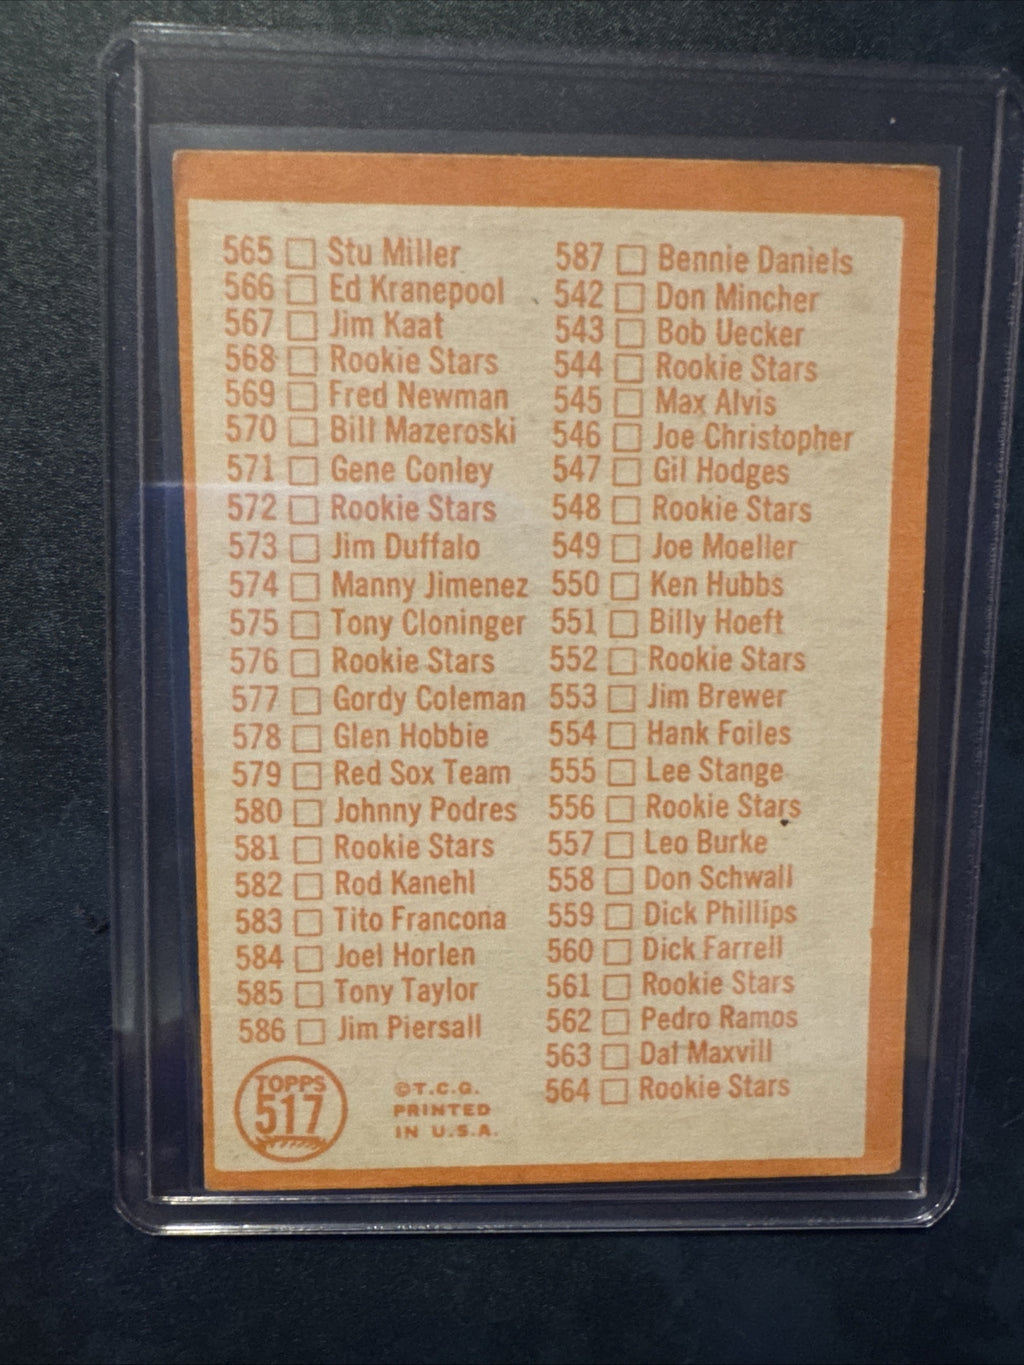 565 Stu Miller
566 Ed Kranepool
567 Jim Kaat
568 Rookie Stars
569 Fred Newman
570 Bill Mazeroski
571 Gene Conley
572 Rookie Stars
573 Jim Duffalo
574 Manny Jimenez
575 Tony Cloninger
576 Rookie Stars
577 Gordy Coleman
578 Glen Hobbie
579 Red Sox Team
580 Johnny Podres
581 Rookie Stars
582 Rod Kanehl
583 Tito Francona
584 Joel Horlen
585 Tony Taylor
586 Jim Piersall
587 Bennie Daniels
542 Don Mincher
543 Bob Uecker
544 Rookie Stars
545 Max Alvis
546 Joe Christopher
547 Gil Hodges
548 Rookie Stars
549 Joe Moeller
550 Ken Hubbs
551 Billy Hoeft
552 Rookie Stars
553 Jim Brewer
554 Hank Foiles
555 Lee Stange
556 Rookie Stars
557 Leo Burke
558 Don Schwall
559 Dick Phillips
560 Dick Farrell
561 Rookie Stars
562 Pedro Ramos
563 Dal Maxvill
564 Rookie Stars
TOPPS
517
©T.C.G.
PRINTED
IN U.S.A.